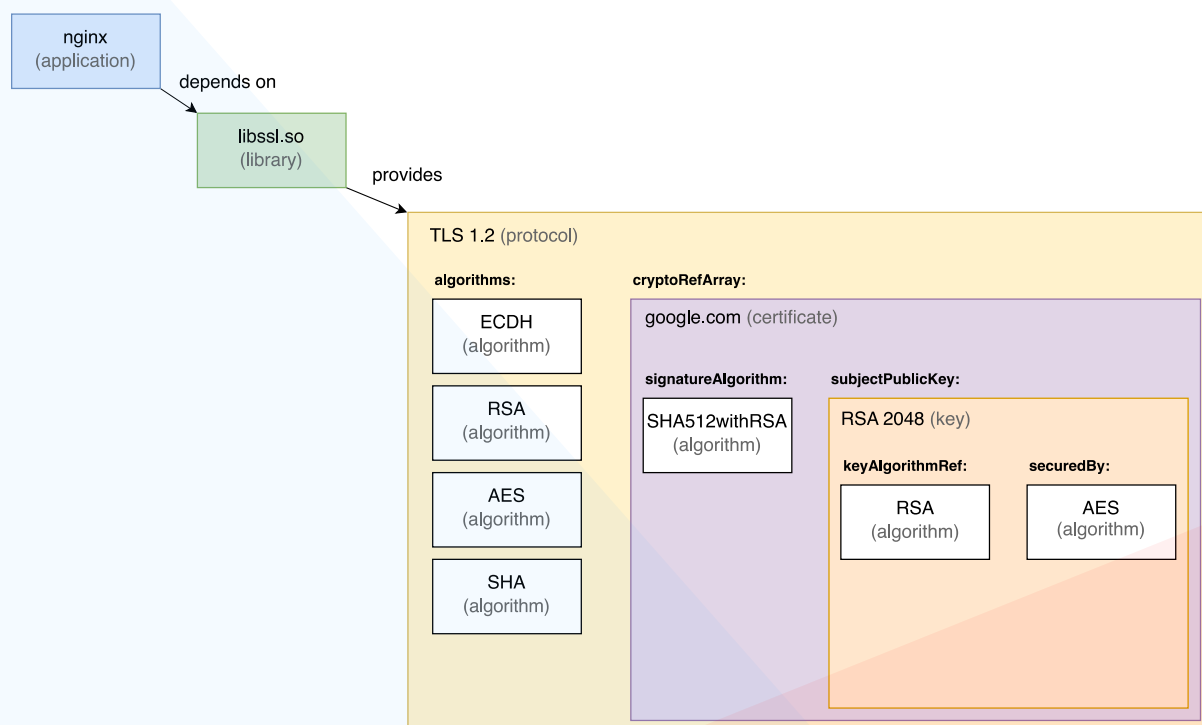 nginx
(application)
depends on
libssl.so
(library)
provides
TLS 1.2 (protocol)
algorithms:
ECDH
(algorithm)
RSA
(algorithm)
AES
(algorithm)
SHA
(algorithm)
cryptoRefArray:
google.com (certificate)
signatureAlgorithm:
SHA512withRSA
(algorithm)
subjectPublicKey:
RSA 2048 (key)
keyAlgorithmRef:
RSA
(algorithm)
securedBy:
AES
(algorithm)